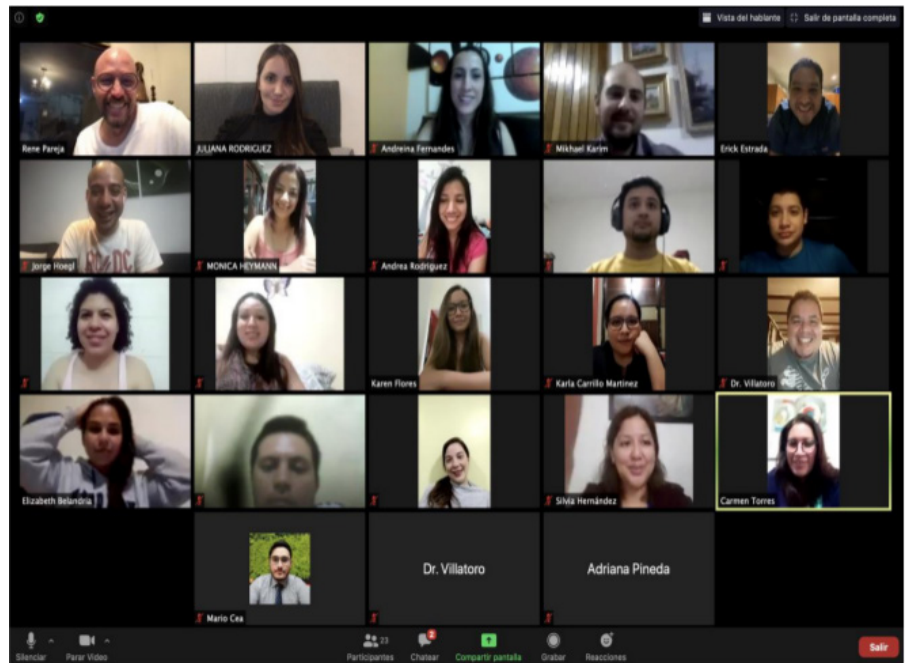 Vista del hablante
Salir de pantalla completa
Rene Pareja
JULIANA RODRIGUEZ
Andreina Fernandes
Mikhael Karim
Erick Estrada
Jorge Hoegl
AC DC
MONICA HEYMANN
Andrea Rodriguez
Karen Flores
Karla Carrillo Martinez
Dr. Villatoro
Elizabeth Belandria
Silvia Hernández
Carmen Torres
Mario Cea
Dr. Villatoro
Adriana Pineda
Silenciar
Parar Video
Participantes
23
Chatear
2
Compartir pantalla
Grabar
Reacciones
Salir